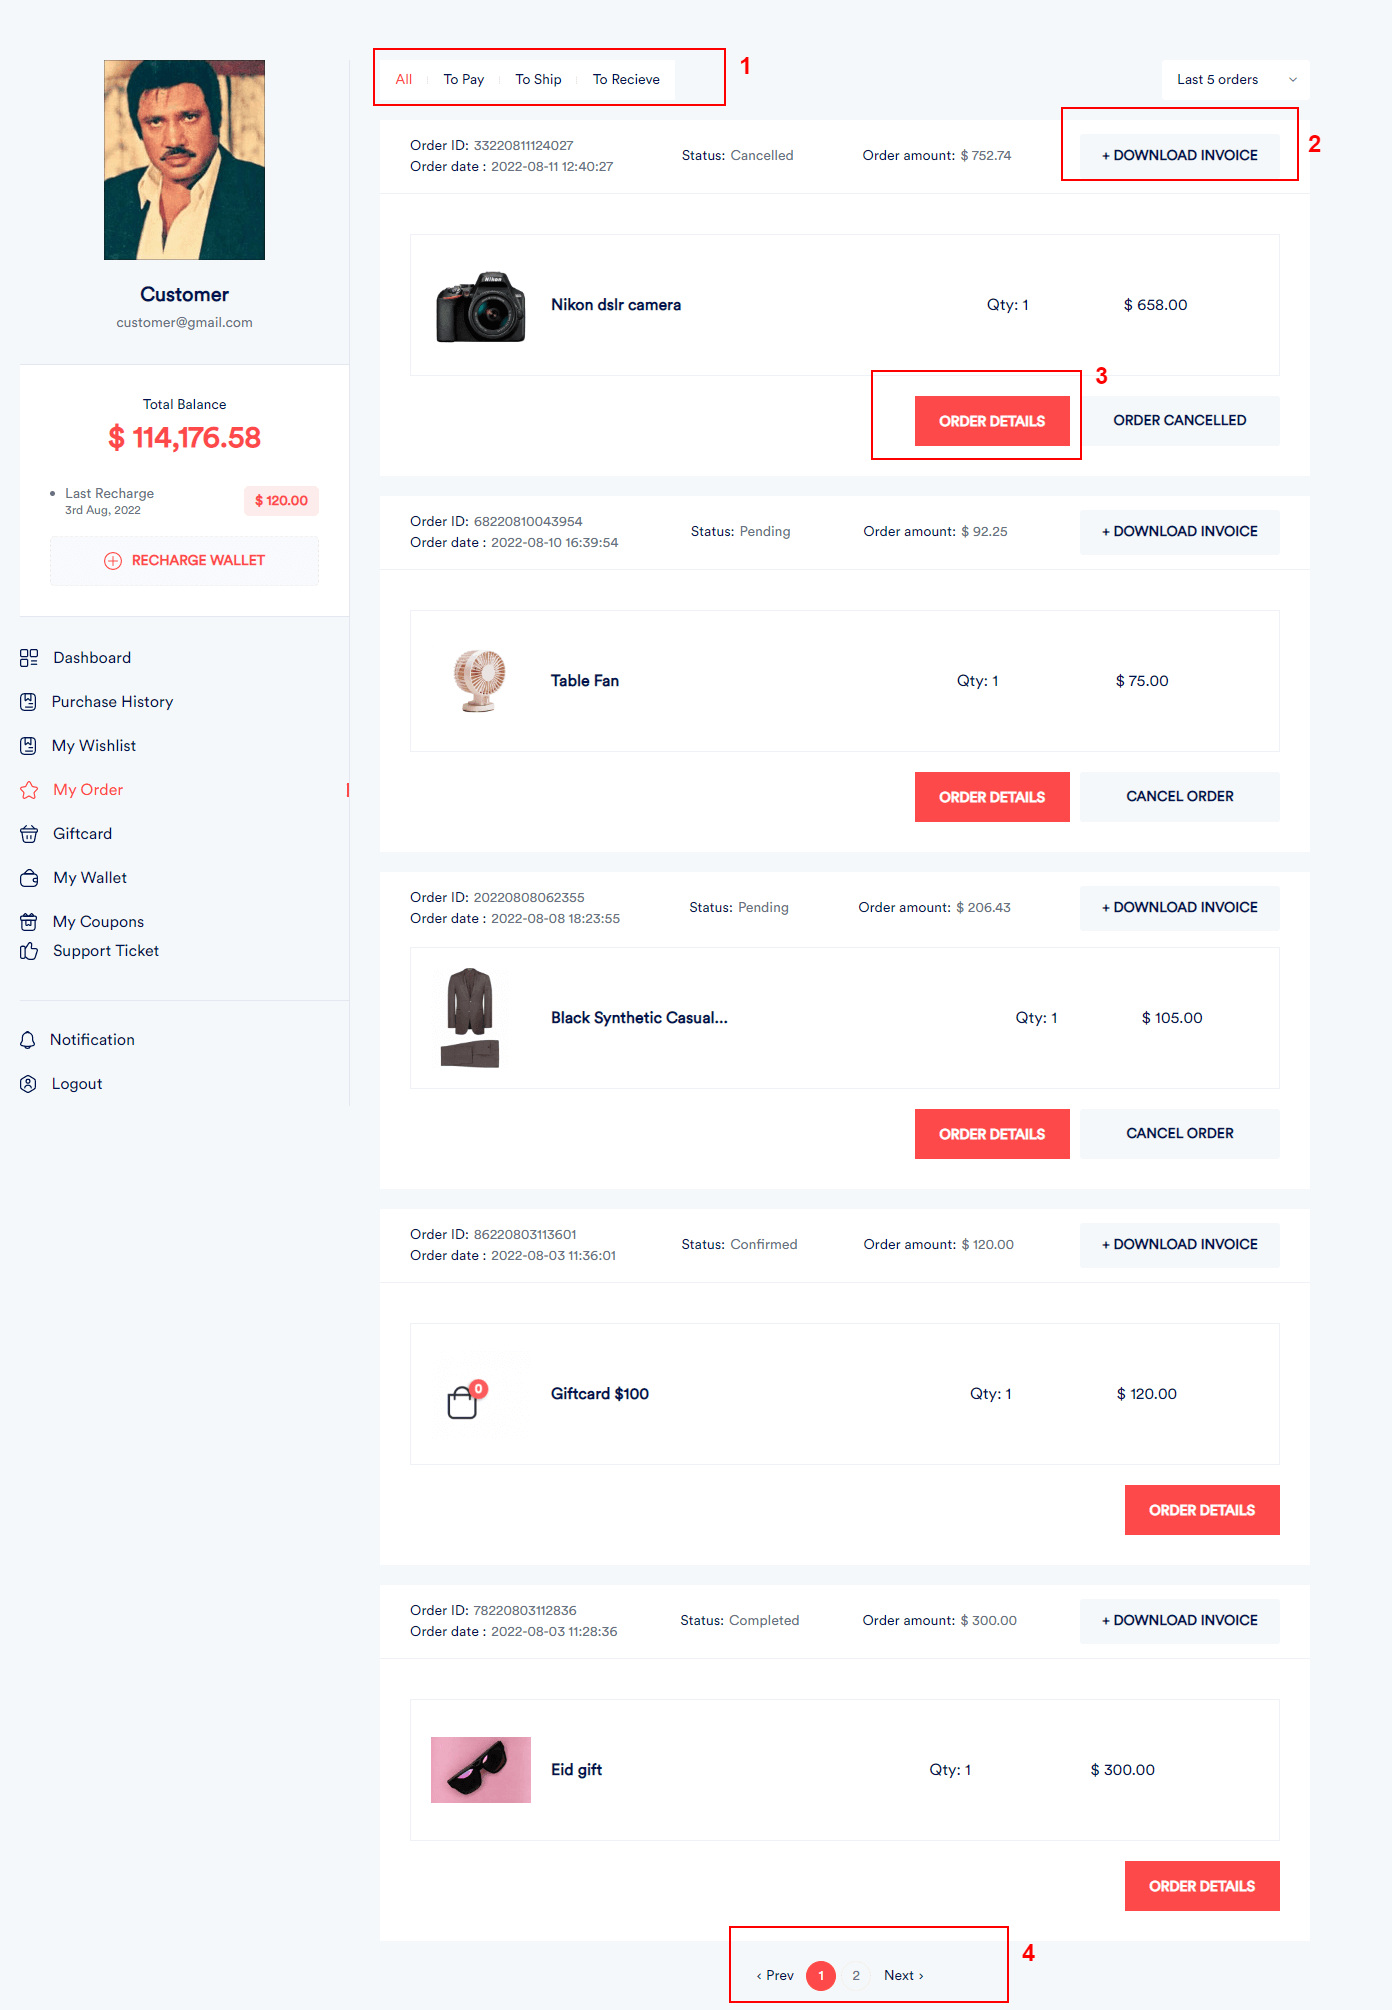 Customer
customer@gmail.com
Total Balance
$ 114,176.58
Last Recharge
3rd Aug, 2022
$ 120.00
RECHARGE WALLET
Dashboard
Purchase History
My Wishlist
My Order
Giftcard
My Wallet
My Coupons
Support Ticket
Notification
Logout
All To Pay To Ship To Recieve
1
Last 5 orders
Order ID: 33220811124027
Order date : 2022-08-11 12:40:27
Status: Cancelled
Order amount: $ 752.74
+ DOWNLOAD INVOICE
2
Nikon
Nikon dslr camera Qty: 1 $ 658.00
3
ORDER DETAILS ORDER CANCELLED
Order ID: 68220810043954
Order date : 2022-08-10 16:39:54
Status: Pending
Order amount: $ 92.25
+ DOWNLOAD INVOICE
Table Fan Qty: 1 $ 75.00
ORDER DETAILS CANCEL ORDER
Order ID: 20220808062355
Order date : 2022-08-08 18:23:55
Status: Pending
Order amount: $ 206.43
+ DOWNLOAD INVOICE
Black Synthetic Casual... Qty: 1 $ 105.00
ORDER DETAILS CANCEL ORDER
Order ID: 86220803113601
Order date : 2022-08-03 11:36:01
Status: Confirmed
Order amount: $ 120.00
+ DOWNLOAD INVOICE
0
Giftcard $100 Qty: 1 $ 120.00
ORDER DETAILS
Order ID: 78220803112836
Order date : 2022-08-03 11:28:36
Status: Completed
Order amount: $ 300.00
+ DOWNLOAD INVOICE
Eid gift Qty: 1 $ 300.00
ORDER DETAILS
4
‹ Prev 1 2 Next ›